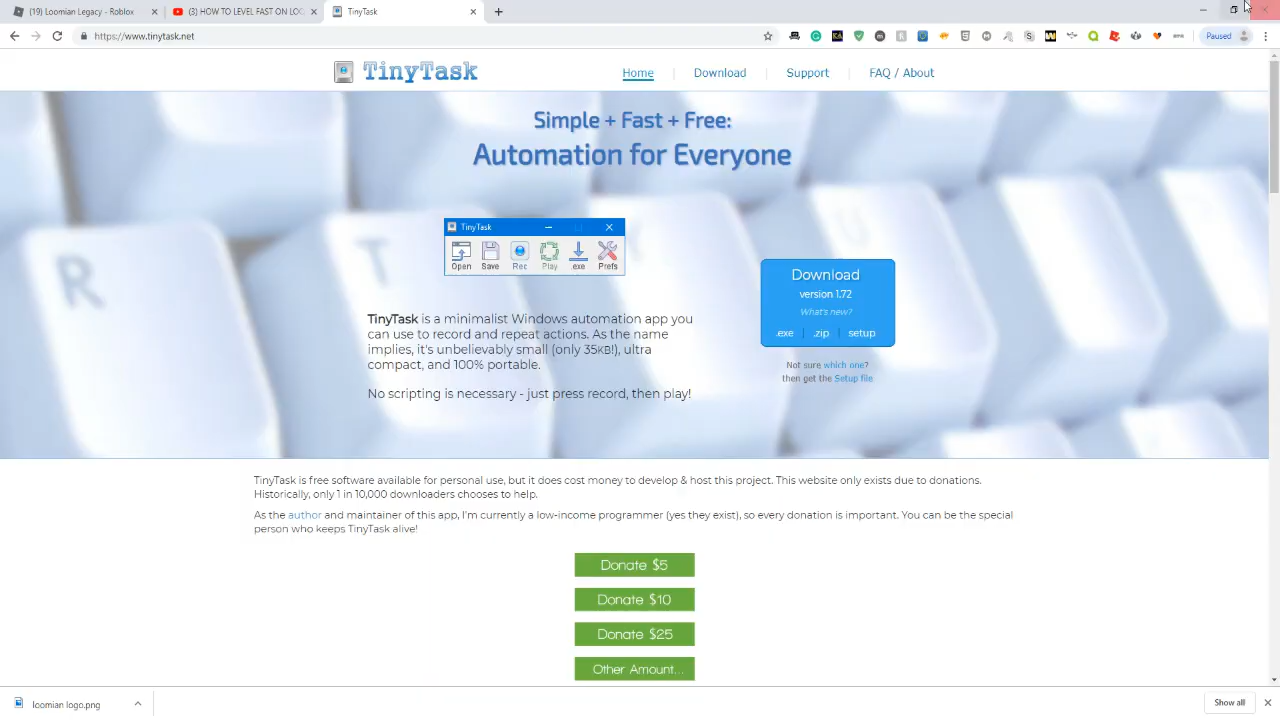 (19) Loomian Legacy - Roblox
(3) HOW TO LEVEL FAST ON LOO
TinyTask
https://www.tinytask.net
Paused
TinyTask
Home
Download
Support
FAQ / About
Simple + Fast + Free:
Automation for Everyone
TinyTask
Open
Save
Rec
Play
.exe
Prefs
Download
version 1.72
What's new?
.exe
.zip
setup
TinyTask is a minimalist Windows automation app you
can use to record and repeat actions. As the name
implies, it's unbelievably small (only 35KB!), ultra
compact, and 100% portable.
Not sure which one?
then get the Setup file
No scripting is necessary - just press record, then play!
TinyTask is free software available for personal use, but it does cost money to develop & host this project. This website only exists due to donations.
Historically, only 1 in 10,000 downloaders chooses to help.
As the author and maintainer of this app, I'm currently a low-income programmer (yes they exist), so every donation is important. You can be the special
person who keeps TinyTask alive!
Donate $5
Donate $10
Donate $25
Other Amount...
loomian logo.png
Show all